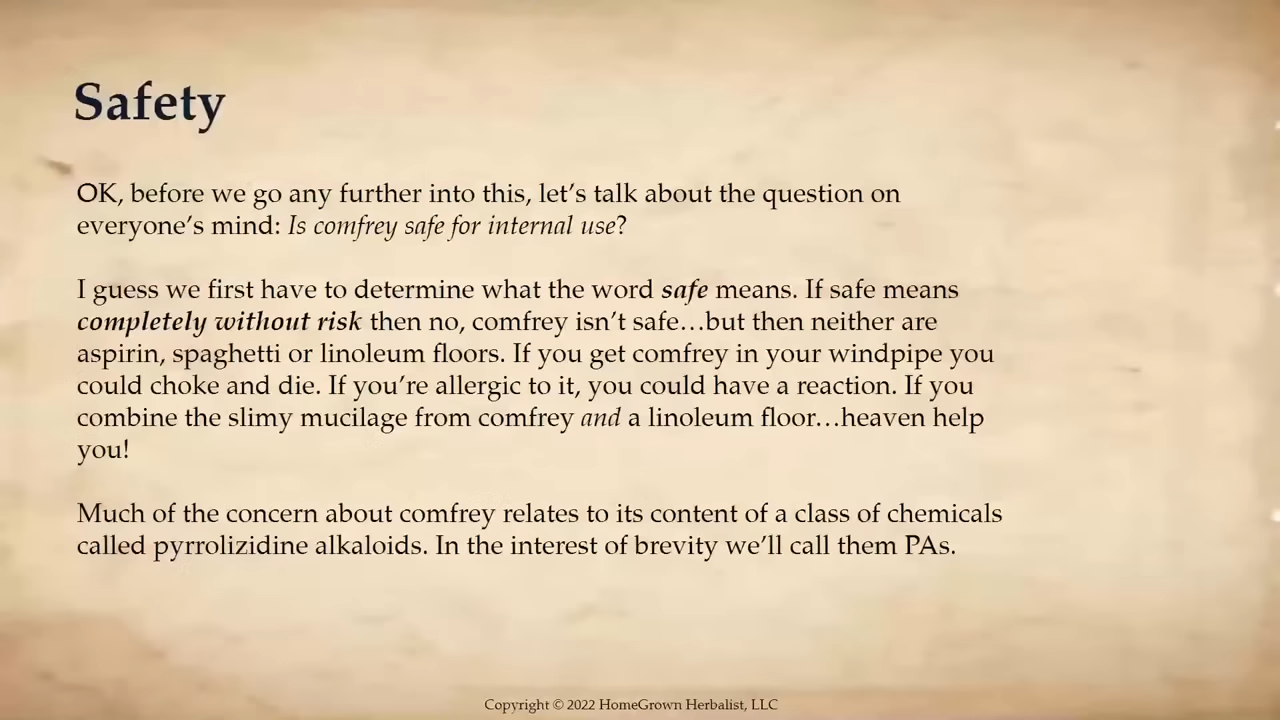 Safety
OK, before we go any further into this, let’s talk about the question on
everyone’s mind: Is comfrey safe for internal use?
I guess we first have to determine what the word safe means. If safe means
completely without risk then no, comfrey isn’t safe…but then neither are
aspirin, spaghetti or linoleum floors. If you get comfrey in your windpipe you
could choke and die. If you’re allergic to it, you could have a reaction. If you
combine the slimy mucilage from comfrey and a linoleum floor…heaven help
you!
Much of the concern about comfrey relates to its content of a class of chemicals
called pyrrolizidine alkaloids. In the interest of brevity we’ll call them PAs.
Copyright © 2022 HomeGrown Herbalist, LLC